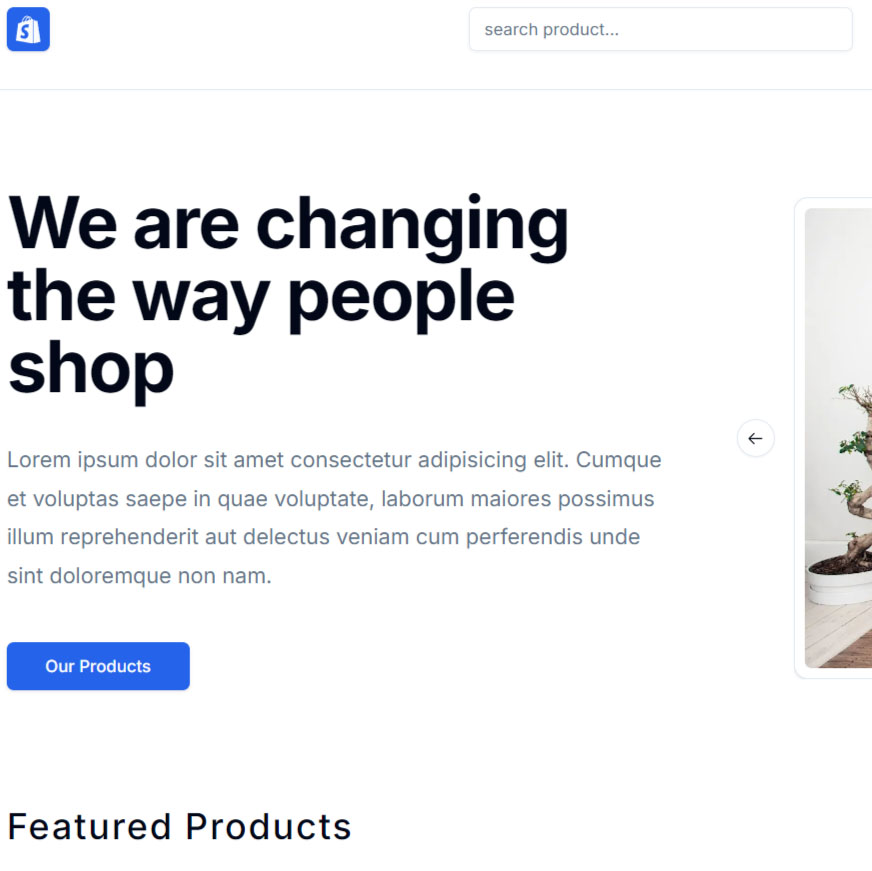 search product...
We are changing
the way people
shop
Lorem ipsum dolor sit amet consectetur adipisicing elit. Cumque
et voluptas saepe in quae voluptate, laborum maiores possimus
illum reprehenderit aut delectus veniam cum perferendis unde
sint doloremque non nam.
Our Products
Featured Products